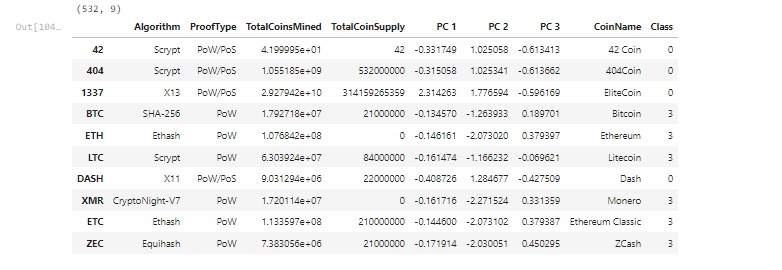 (532, 9)
Out[104...
Algorithm ProofType TotalCoinsMined TotalCoinSupply PC 1 PC 2 PC 3 CoinName Class
42 Scrypt PoW/PoS 4.199995e+01 42 -0.331749 1.025058 -0.613413 42 Coin 0
404 Scrypt PoW/PoS 1.055185e+09 532000000 -0.315058 1.025341 -0.613662 404Coin 0
1337 X13 PoW/PoS 2.927942e+10 314159265359 2.314263 1.776594 -0.596169 EliteCoin 0
BTC SHA-256 PoW 1.792718e+07 21000000 -0.134570 -1.263933 0.189701 Bitcoin 3
ETH Ethash PoW 1.076842e+08 0 -0.146161 -2.073020 0.379397 Ethereum 3
LTC Scrypt PoW 6.303924e+07 84000000 -0.161474 -1.166232 -0.069621 Litecoin 3
DASH X11 PoW/PoS 9.031294e+06 22000000 -0.408726 1.284677 -0.427509 Dash 0
XMR CryptoNight-V7 PoW 1.720114e+07 0 -0.161716 -2.271524 0.331359 Monero 3
ETC Ethash PoW 1.133597e+08 210000000 -0.144600 -2.073102 0.379387 Ethereum Classic 3
ZEC Equihash PoW 7.383056e+06 21000000 -0.171914 -2.030051 0.450295 ZCash 3